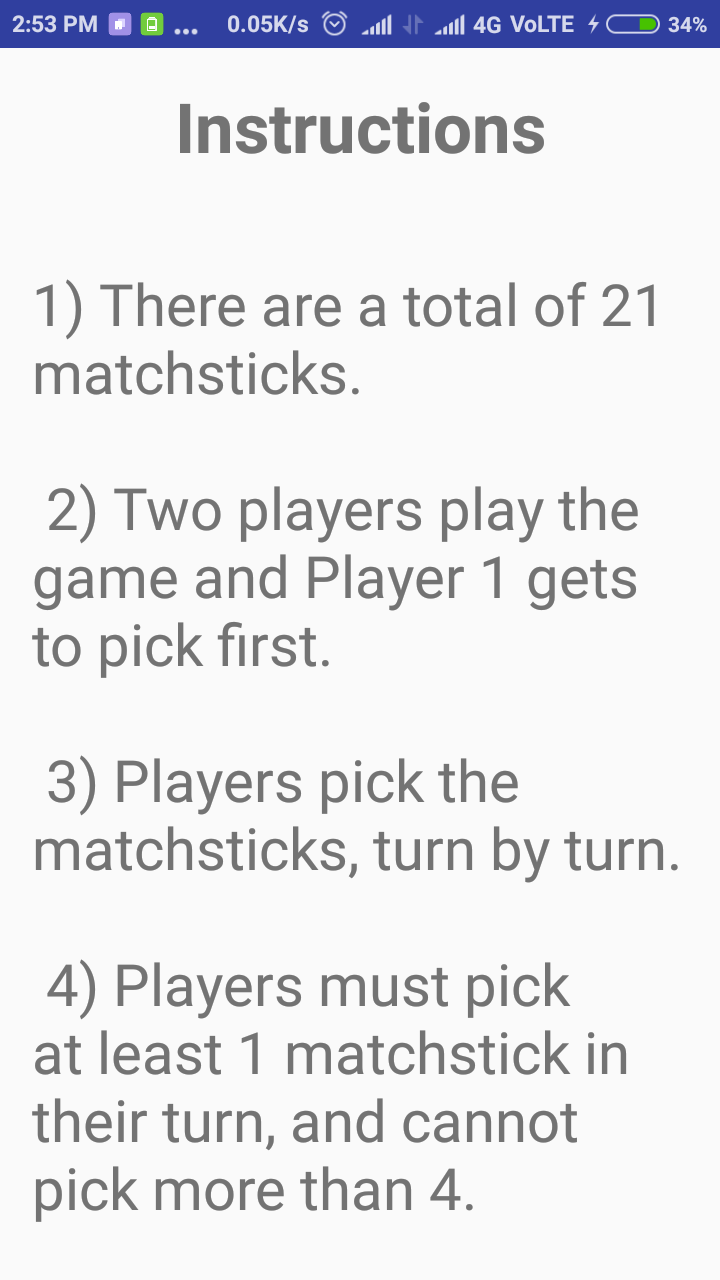 2:53 PM ... 0.05K/s 4G VoLTE 34%
Instructions
1) There are a total of 21
matchsticks.
2) Two players play the
game and Player 1 gets
to pick first.
3) Players pick the
matchsticks, turn by turn.
4) Players must pick
at least 1 matchstick in
their turn, and cannot
pick more than 4.